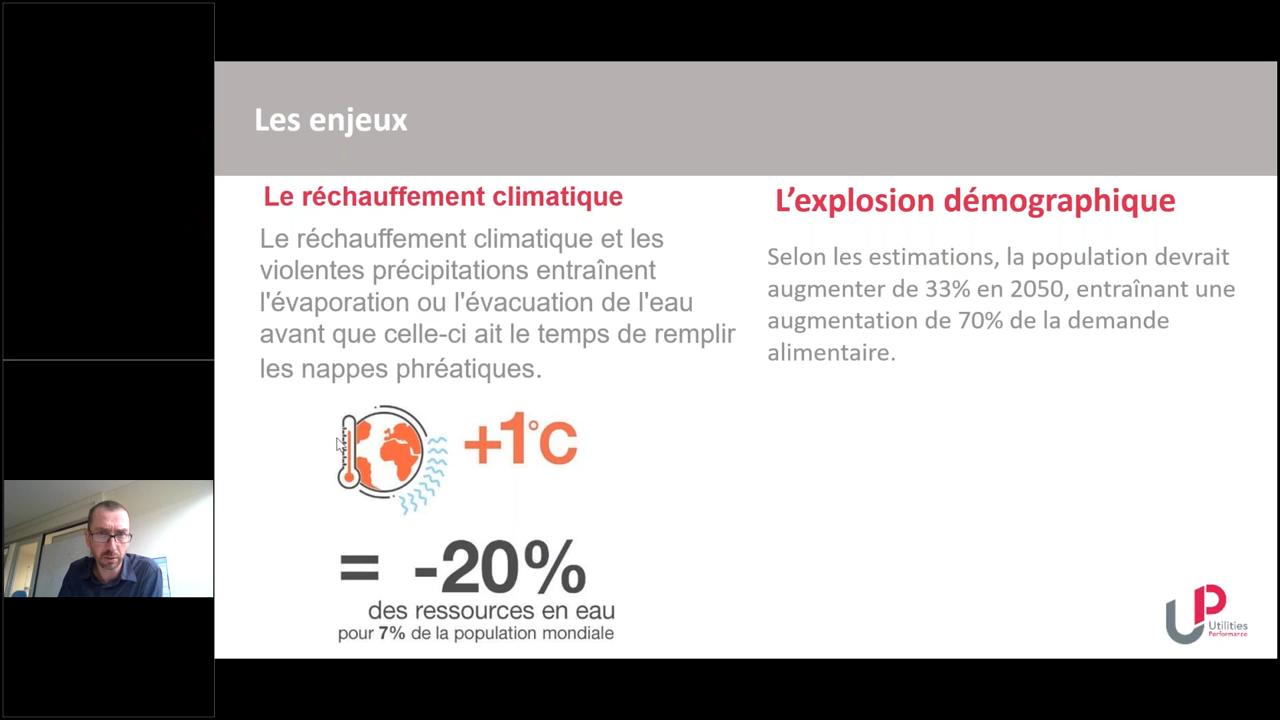 Les enjeux
Le réchauffement climatique
Le réchauffement climatique et les
violentes précipitations entraînent
l'évaporation ou l'évacuation de l'eau
avant que celle-ci ait le temps de remplir
les nappes phréatiques.
+1°C
= -20%
des ressources en eau
pour 7% de la population mondiale
L’explosion démographique
Selon les estimations, la population devrait
augmenter de 33% en 2050, entraînant une
augmentation de 70% de la demande
alimentaire.
UP
Utilities
Performance